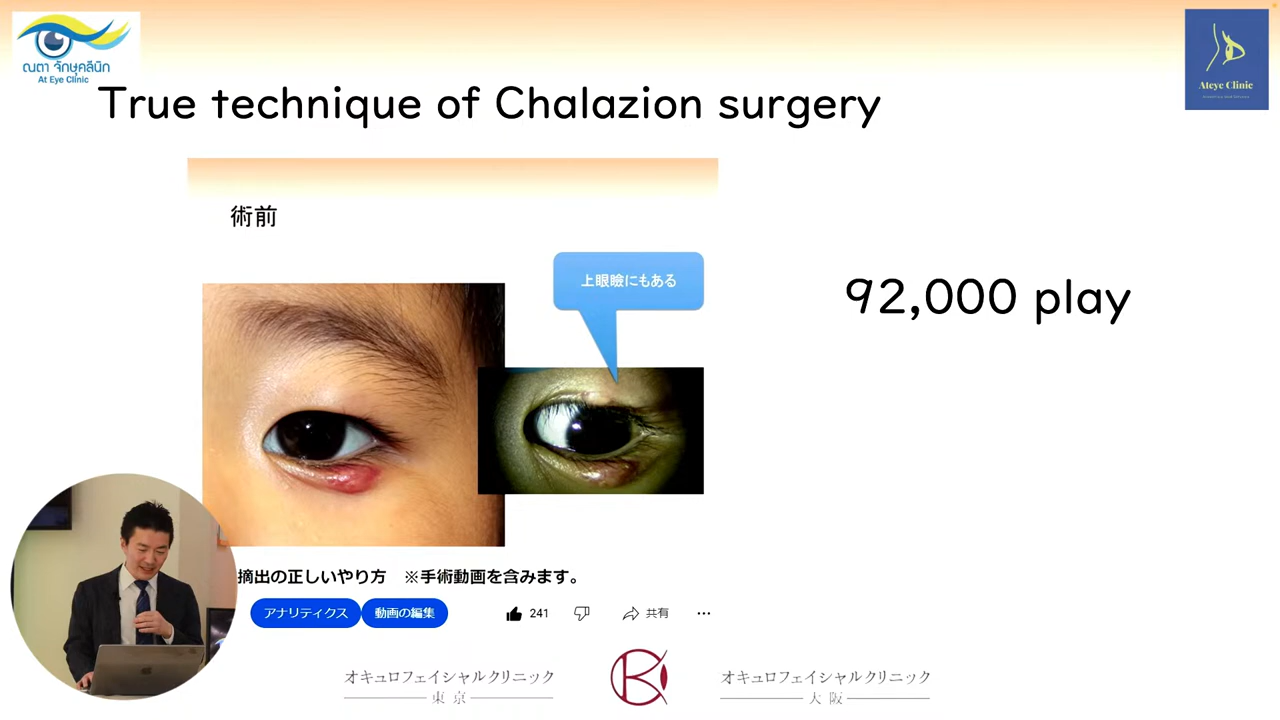 ณตา จักษุคลีนิก
At Eye Clinic
Ateye Clinic
True technique of Chalazion surgery
術前
上眼瞼にもある
92,000 play
摘出の正しいやり方 ※手術動画を含みます。
アナリティクス
動画の編集
241
共有
オキュロフェイシャルクリニック
東京
オキュロフェイシャルクリニック
大阪